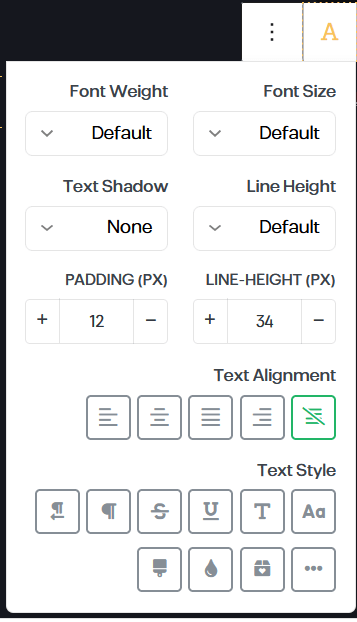 A
Font Weight Font Size
Default Default
Text Shadow Line Height
None Default
PADDING (PX) LINE-HEIGHT (PX)
+ 12 − + 34 −
Text Alignment
Text Style
¶ ¶ S U T Aa